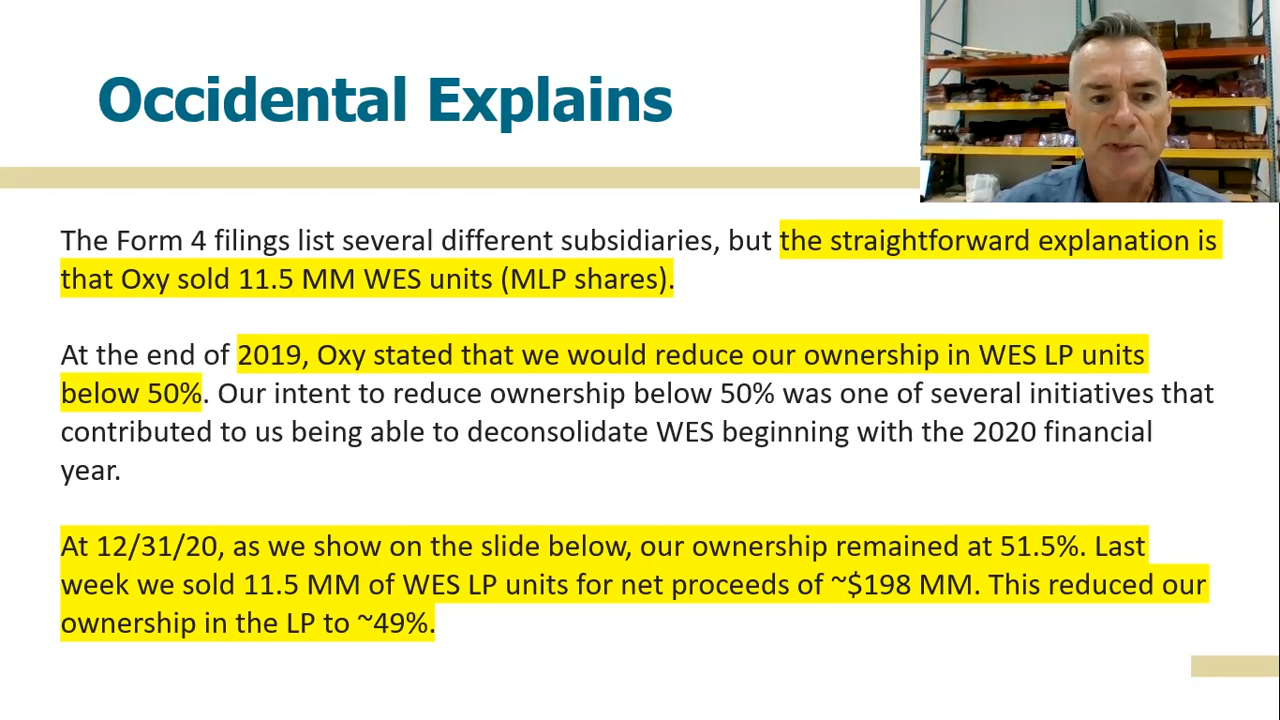 Occidental Explains
The Form 4 filings list several different subsidiaries, but the straightforward explanation is
that Oxy sold 11.5 MM WES units (MLP shares).
At the end of 2019, Oxy stated that we would reduce our ownership in WES LP units
below 50%. Our intent to reduce ownership below 50% was one of several initiatives that
contributed to us being able to deconsolidate WES beginning with the 2020 financial
year.
At 12/31/20, as we show on the slide below, our ownership remained at 51.5%. Last
week we sold 11.5 MM of WES LP units for net proceeds of ~$198 MM. This reduced our
ownership in the LP to ~49%.